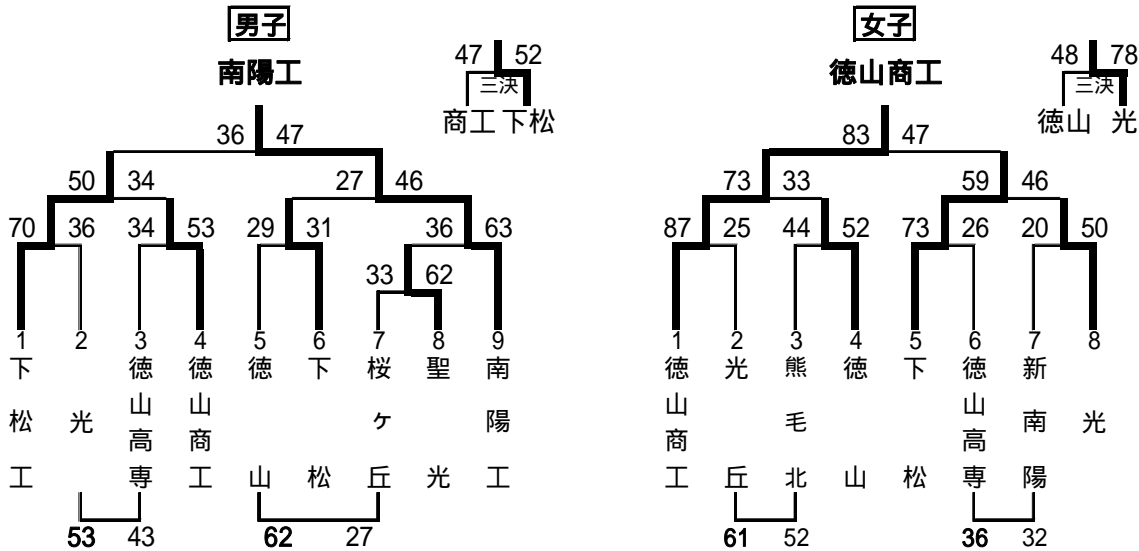 男子
女子
47 52
48 78
南陽工
三決
徳山商工
三決
商工 下松
徳山 光
36 47
83 47
50 34
27 46
73 33
59 46
70 36
34 53
29 31
36 63
87 25
44 52
73 26
20 50
33 62
1 2 3 4 5 6 7 8 9
1 2 3 4 5 6 7 8
下松工
光
徳山高専
徳山商工
徳山
下松
桜ヶ丘
聖光
南陽工
徳山商工
光丘
熊毛北
徳山
下松
徳山高専
新南陽
光
53 43
62 27
61 52
36 32